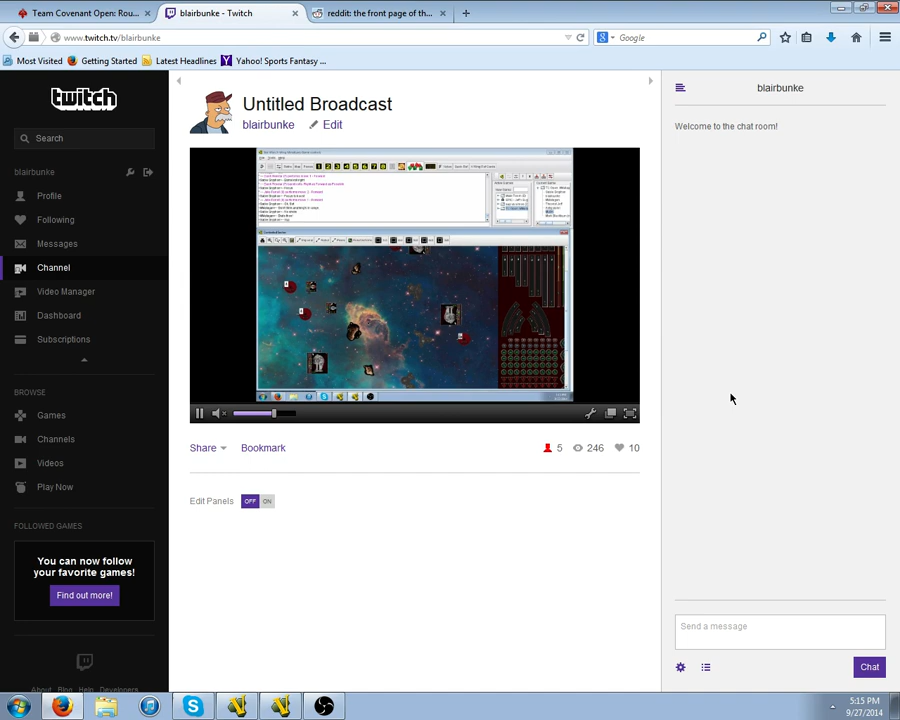 Team Covenant Open: Rou...
blairbunke - Twitch
reddit: the front page of th...
www.twitch.tv/blairbunke
Google
Most Visited
Getting Started
Latest Headlines
Yahoo! Sports Fantasy ...
twitch
Search
blairbunke
Profile
Following
Messages
Channel
Video Manager
Dashboard
Subscriptions
BROWSE
Games
Channels
Videos
Play Now
FOLLOWED GAMES
You can now follow
your favorite games!
Find out more!
About Blog Help Developers
Untitled Broadcast
blairbunke Edit
Share Bookmark 5 246 10
Edit Panels OFF ON
blairbunke
Welcome to the chat room!
Send a message
Chat
5:15 PM
9/27/2014